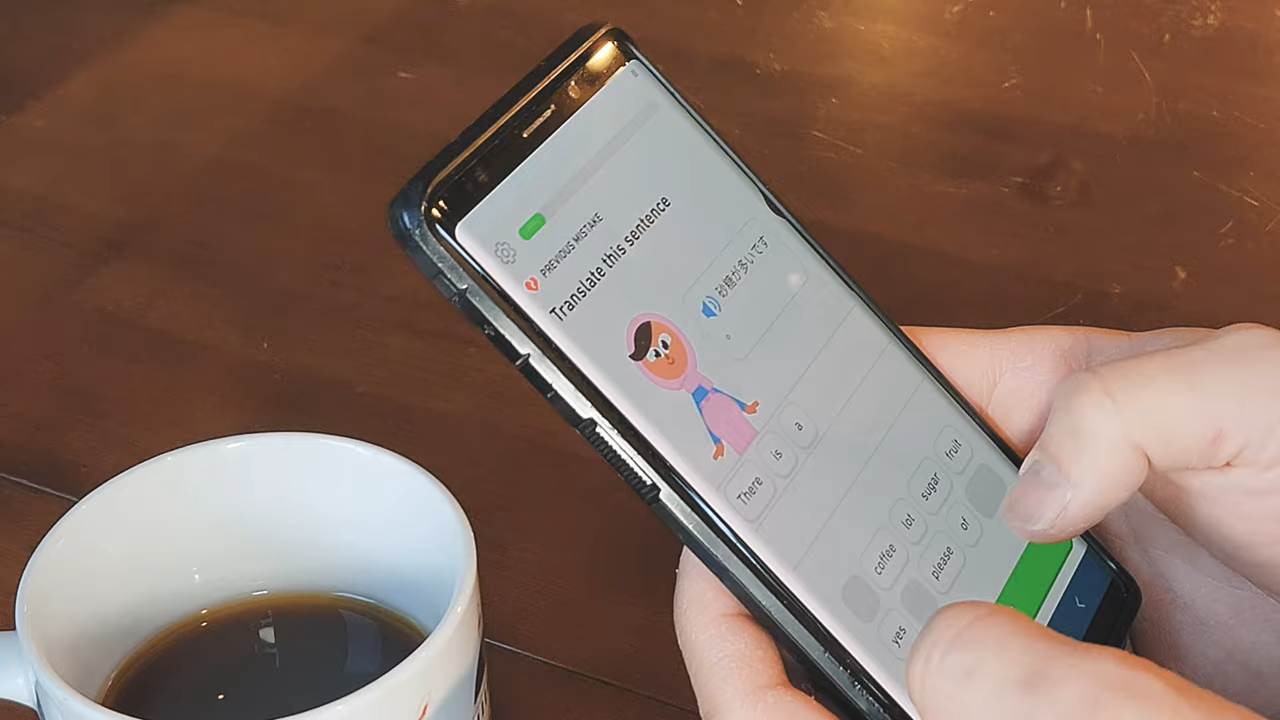 PREVIOUS MISTAKE
Translate this sentence
砂糖が多いです
。
There is a
coffee lot sugar fruit
yes please of